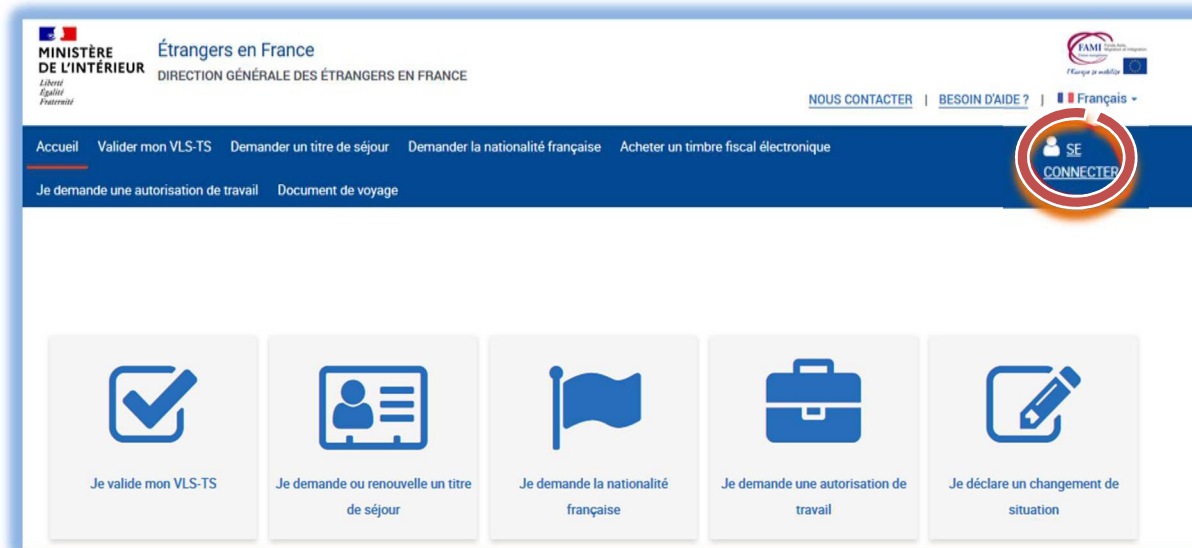 MINISTÈRE
DE L'INTÉRIEUR
Liberté
Égalité
Fraternité
Étrangers en France
DIRECTION GÉNÉRALE DES ÉTRANGERS EN FRANCE
FAMI
l'Europe se mobilise
NOUS CONTACTER | BESOIN D'AIDE ? | Français
Accueil Valider mon VLS-TS Demander un titre de séjour Demander la nationalité française Acheter un timbre fiscal électronique
SE
CONNECTER
Je demande une autorisation de travail Document de voyage
Je valide mon VLS-TS
Je demande ou renouvelle un titre
de séjour
Je demande la nationalité
française
Je demande une autorisation de
travail
Je déclare un changement de
situation